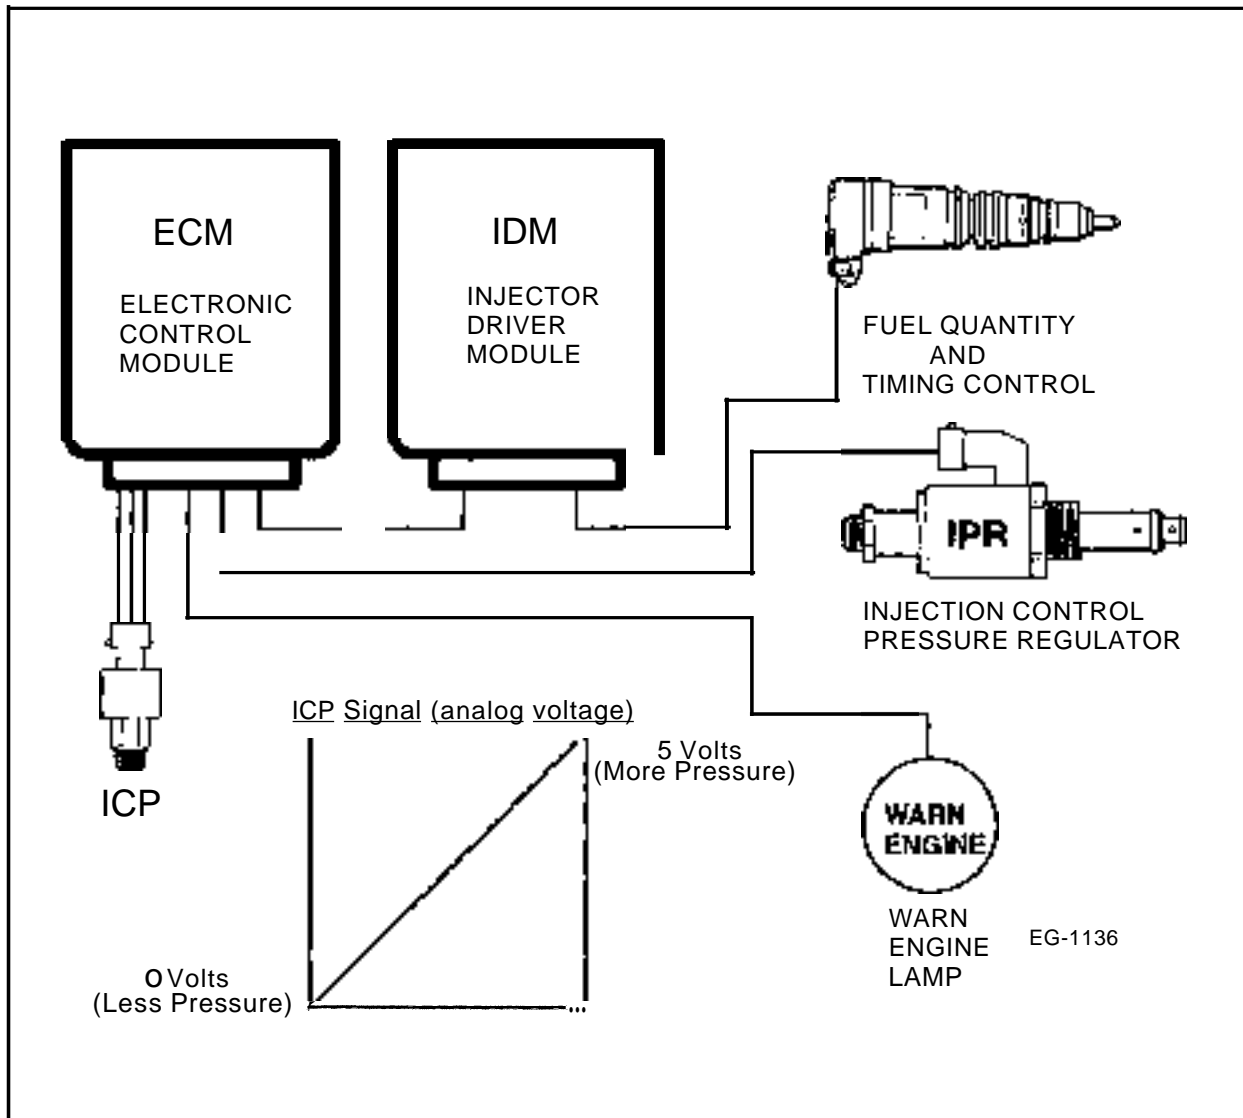 ECM
ELECTRONIC
CONTROL
MODULE
IDM
INJECTOR
DRIVER
MODULE
FUEL QUANTITY
AND
TIMING CONTROL
IPR
INJECTION CONTROL
PRESSURE REGULATOR
ICP
ICP Signal (analog voltage)
5 Volts
(More Pressure)
0 Volts
(Less Pressure)
WARN
ENGINE
WARN
ENGINE
LAMP
EG-1136